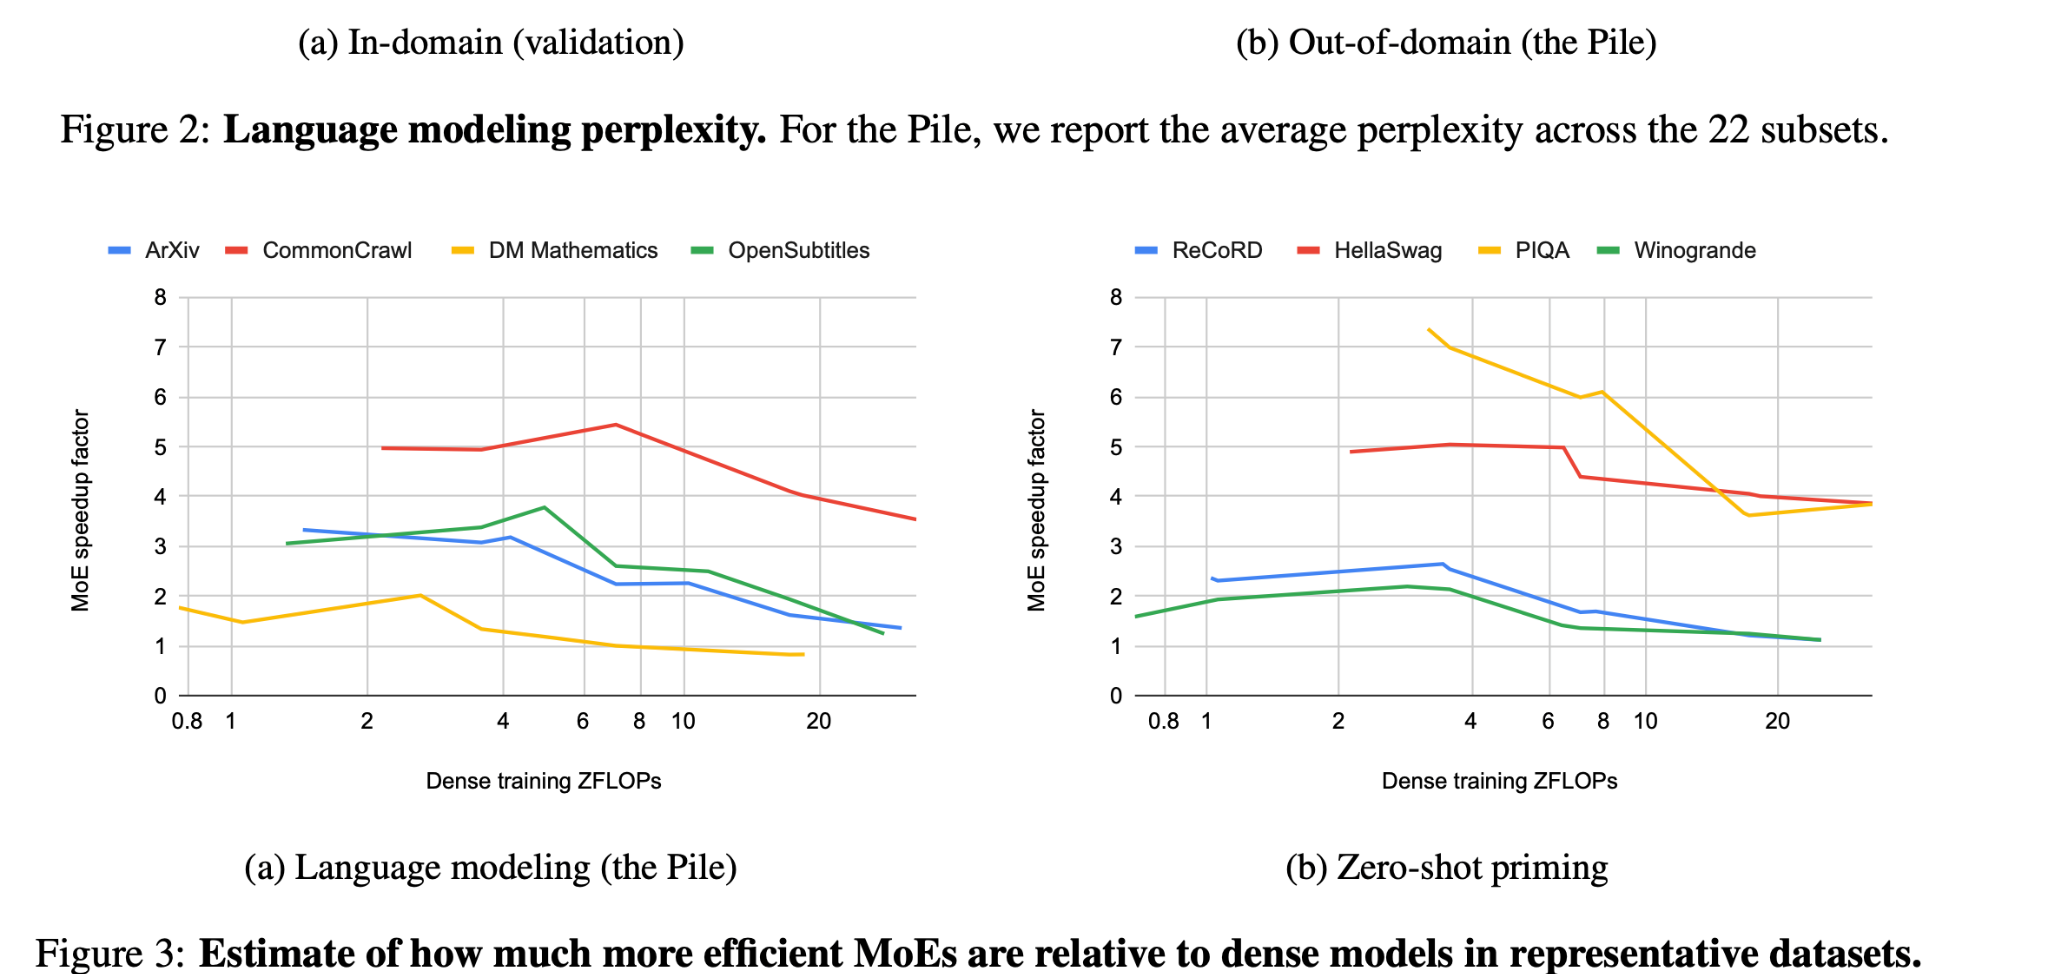 (a) In-domain (validation) (b) Out-of-domain (the Pile)
Figure 2: Language modeling perplexity. For the Pile, we report the average perplexity across the 22 subsets.
ArXiv CommonCrawl DM Mathematics OpenSubtitles
8
7
6
5
4
3
2
1
0
MoE speedup factor
0.8 1 2 4 6 8 10 20
Dense training ZFLOPs
(a) Language modeling (the Pile)
ReCoRD HellaSwag PIQA Winogrande
8
7
6
5
4
3
2
1
0
MoE speedup factor
0.8 1 2 4 6 8 10 20
Dense training ZFLOPs
(b) Zero-shot priming
Figure 3: Estimate of how much more efficient MoEs are relative to dense models in representative datasets.